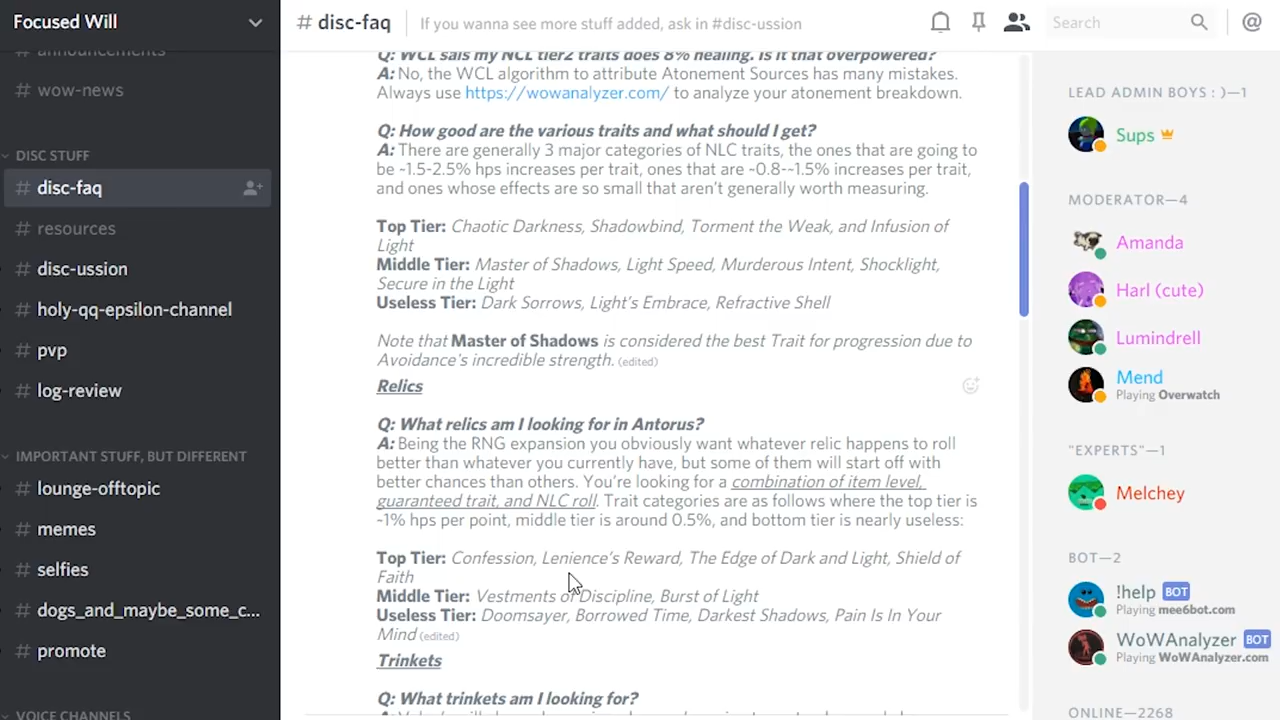 Focused Will
announcements
# wow-news
DISC STUFF
# disc-faq
# resources
# disc-ussion
# holy-qq-epsilon-channel
# pvp
# log-review
IMPORTANT STUFF, BUT DIFFERENT
# lounge-offtopic
# memes
# selfies
# dogs_and_maybe_some_c...
# promote
VOICE CHANNELS
# disc-faq
If you wanna see more stuff added, ask in #disc-ussion
Search
@
Q: WCL sais my NCL tier2 traits does 8% healing. Is it that overpowered?
A: No, the WCL algorithm to attribute Atonement Sources has many mistakes.
Always use https://wowanalyzer.com/ to analyze your atonement breakdown.
Q: How good are the various traits and what should I get?
A: There are generally 3 major categories of NLC traits, the ones that are going to
be ~1.5-2.5% hps increases per trait, ones that are ~0.8-~1.5% increases per trait,
and ones whose effects are so small that aren't generally worth measuring.
Top Tier: Chaotic Darkness, Shadowbind, Torment the Weak, and Infusion of
Light
Middle Tier: Master of Shadows, Light Speed, Murderous Intent, Shocklight,
Secure in the Light
Useless Tier: Dark Sorrows, Light's Embrace, Refractive Shell
Note that Master of Shadows is considered the best Trait for progression due to
Avoidance's incredible strength. (edited)
Relics
Q: What relics am I looking for in Antorus?
A: Being the RNG expansion you obviously want whatever relic happens to roll
better than whatever you currently have, but some of them will start off with
better chances than others. You're looking for a combination of item level,
guaranteed trait, and NLC roll. Trait categories are as follows where the top tier is
~1% hps per point, middle tier is around 0.5%, and bottom tier is nearly useless:
Top Tier: Confession, Lenience's Reward, The Edge of Dark and Light, Shield of
Faith
Middle Tier: Vestments of Discipline, Burst of Light
Useless Tier: Doomsayer, Borrowed Time, Darkest Shadows, Pain Is In Your
Mind (edited)
Trinkets
Q: What trinkets am I looking for?
LEAD ADMIN BOYS : )—1
Sups
MODERATOR—4
Amanda
Harl (cute)
Lumindrell
Mend
Playing Overwatch
"EXPERTS"—1
Melchey
BOT—2
!help BOT
Playing mee6bot.com
WoWAnalyzer BOT
Playing WoWAnalyzer.com
ONLINE—2268